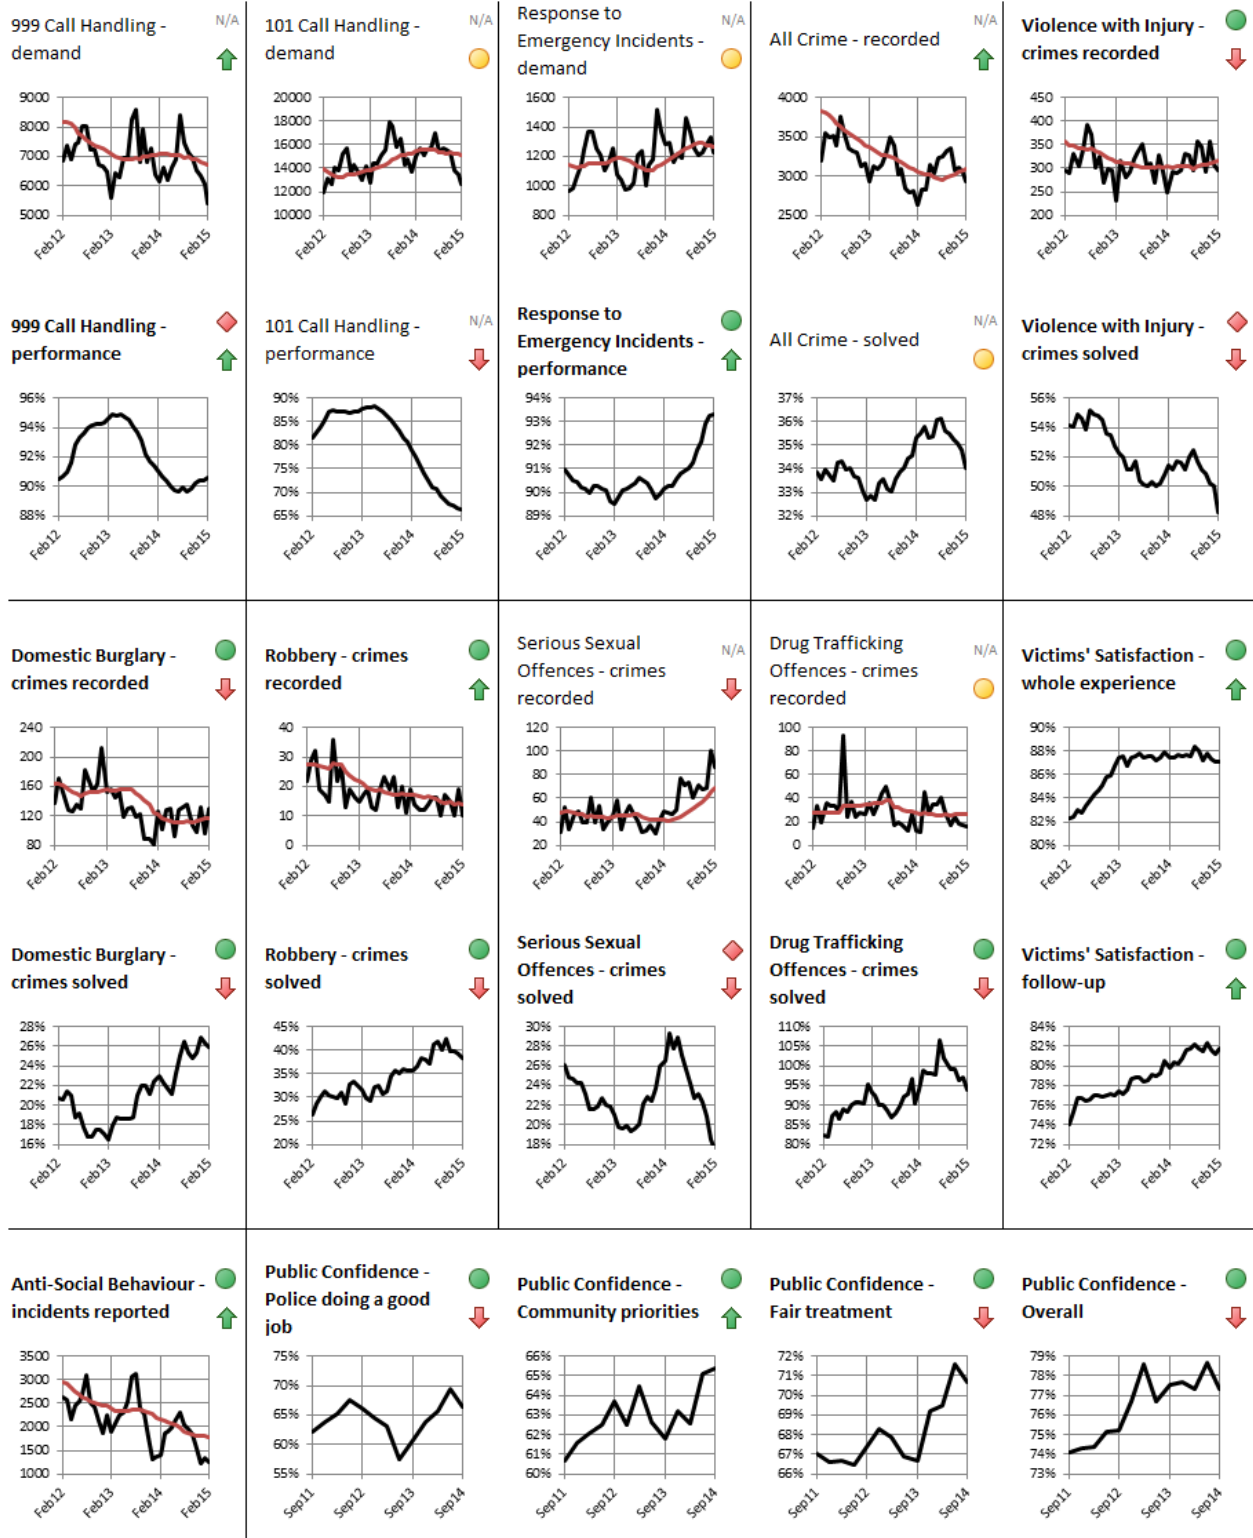 999 Call Handling - demand
N/A
101 Call Handling - demand
N/A
Response to Emergency Incidents - demand
N/A
All Crime - recorded
N/A
Violence with Injury - crimes recorded
9000
8000
7000
6000
5000
Feb12
Feb13
Feb14
Feb15
20000
18000
16000
14000
12000
10000
Feb12
Feb13
Feb14
Feb15
1600
1400
1200
1000
800
Feb12
Feb13
Feb14
Feb15
4000
3500
3000
2500
Feb12
Feb13
Feb14
Feb15
450
400
350
300
250
200
Feb12
Feb13
Feb14
Feb15
999 Call Handling - performance
101 Call Handling - performance
N/A
Response to Emergency Incidents - performance
All Crime - solved
N/A
Violence with Injury - crimes solved
96%
94%
92%
90%
88%
Feb12
Feb13
Feb14
Feb15
90%
85%
80%
75%
70%
65%
Feb12
Feb13
Feb14
Feb15
94%
93%
92%
91%
90%
89%
Feb12
Feb13
Feb14
Feb15
37%
36%
35%
34%
33%
32%
Feb12
Feb13
Feb14
Feb15
56%
54%
52%
50%
48%
Feb12
Feb13
Feb14
Feb15
Domestic Burglary - crimes recorded
Robbery - crimes recorded
Serious Sexual Offences - crimes recorded
N/A
Drug Trafficking Offences - crimes recorded
N/A
Victims' Satisfaction - whole experience
240
200
160
120
80
Feb12
Feb13
Feb14
Feb15
40
30
20
10
0
Feb12
Feb13
Feb14
Feb15
120
100
80
60
40
20
Feb12
Feb13
Feb14
Feb15
100
80
60
40
20
0
Feb12
Feb13
Feb14
Feb15
90%
88%
86%
84%
82%
80%
Feb12
Feb13
Feb14
Feb15
Domestic Burglary - crimes solved
Robbery - crimes solved
Serious Sexual Offences - crimes solved
Drug Trafficking Offences - crimes solved
Victims' Satisfaction - follow-up
28%
26%
24%
22%
20%
18%
16%
Feb12
Feb13
Feb14
Feb15
45%
40%
35%
30%
25%
20%
Feb12
Feb13
Feb14
Feb15
30%
28%
26%
24%
22%
20%
18%
Feb12
Feb13
Feb14
Feb15
110%
105%
100%
95%
90%
85%
80%
Feb12
Feb13
Feb14
Feb15
84%
82%
80%
78%
76%
74%
72%
Feb12
Feb13
Feb14
Feb15
Anti-Social Behaviour - incidents reported
Public Confidence - Police doing a good job
Public Confidence - Community priorities
Public Confidence - Fair treatment
Public Confidence - Overall
3500
3000
2500
2000
1500
1000
Feb12
Feb13
Feb14
Feb15
75%
70%
65%
60%
55%
Sep11
Sep12
Sep13
Sep14
66%
65%
64%
63%
62%
61%
60%
Sep11
Sep12
Sep13
Sep14
72%
71%
70%
69%
68%
67%
66%
Sep11
Sep12
Sep13
Sep14
79%
78%
77%
76%
75%
74%
73%
Sep11
Sep12
Sep13
Sep14